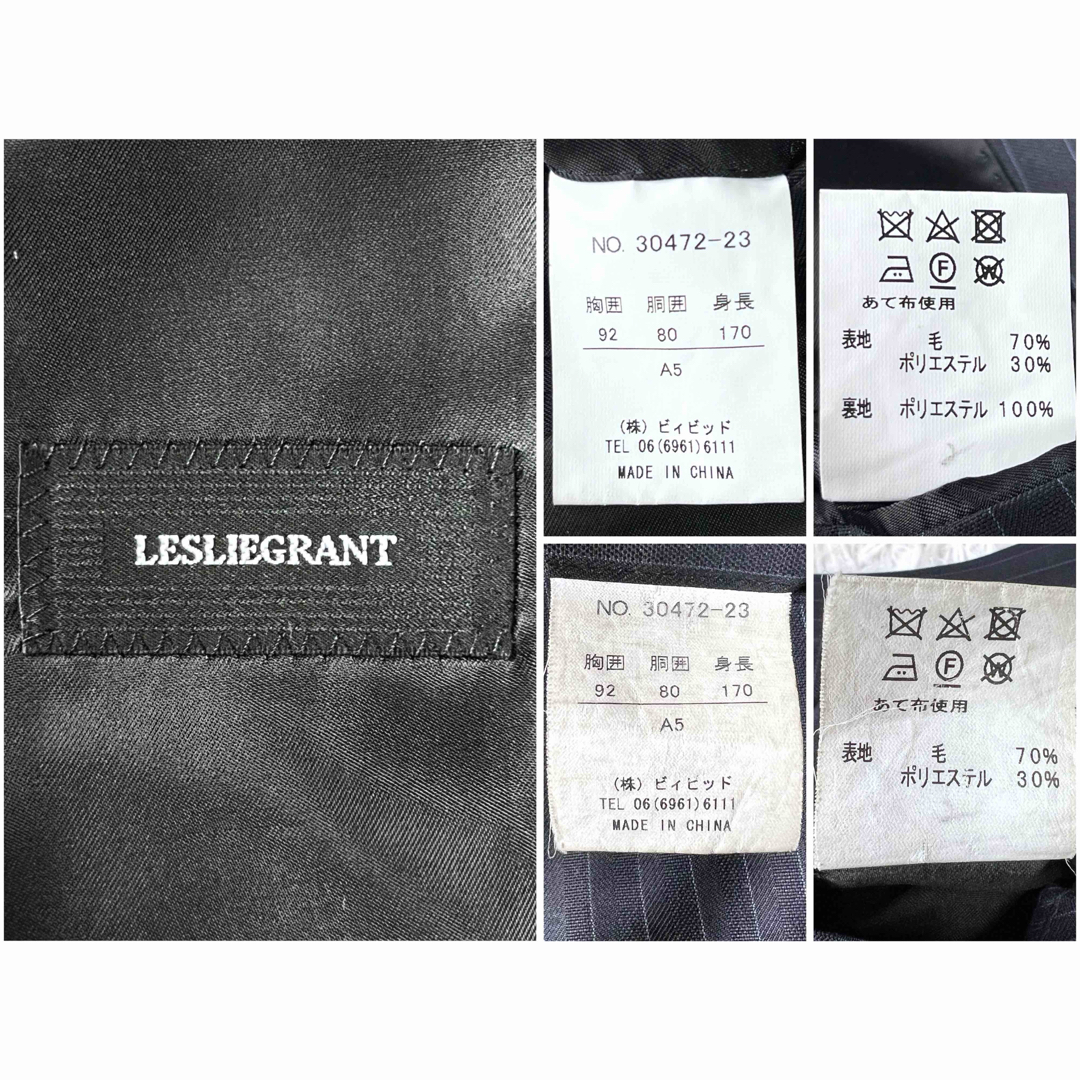 LESLIEGRANT
NO. 30472-23
胸囲 胴囲 身長
92 80 170
A5
(株) ビィビッド
TEL 06(6961)6111
MADE IN CHINA
F W
あて布使用
表地 毛 70%
ポリエステル 30%
裏地 ポリエステル 100%
NO. 30472-23
胸囲 胴囲 身長
92 80 170
A5
(株) ビィビッド
TEL 06(6961)6111
MADE IN CHINA
F W
あて布使用
表地 毛 70%
ポリエステル 30%